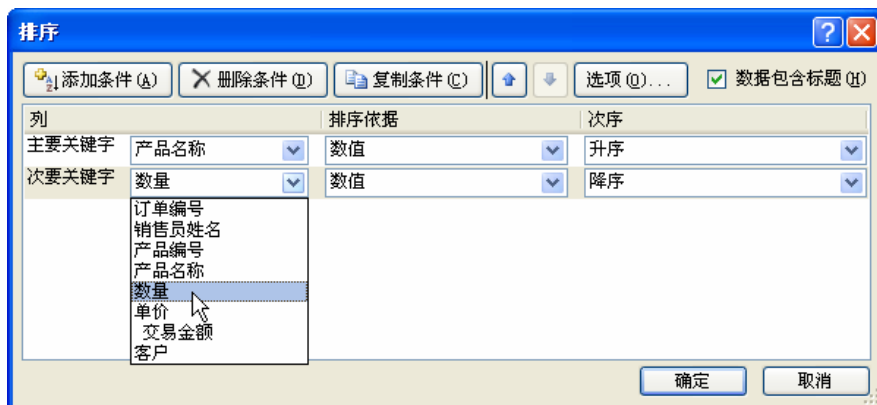 排序
添加条件(A) 删除条件(D) 复制条件(C) 选项(O)... 数据包含标题(H)
列 排序依据 次序
主要关键字 产品名称 数值 升序
次要关键字 数量 数值 降序
订单编号
销售员姓名
产品编号
产品名称
数量
单价
交易金额
客户
确定 取消